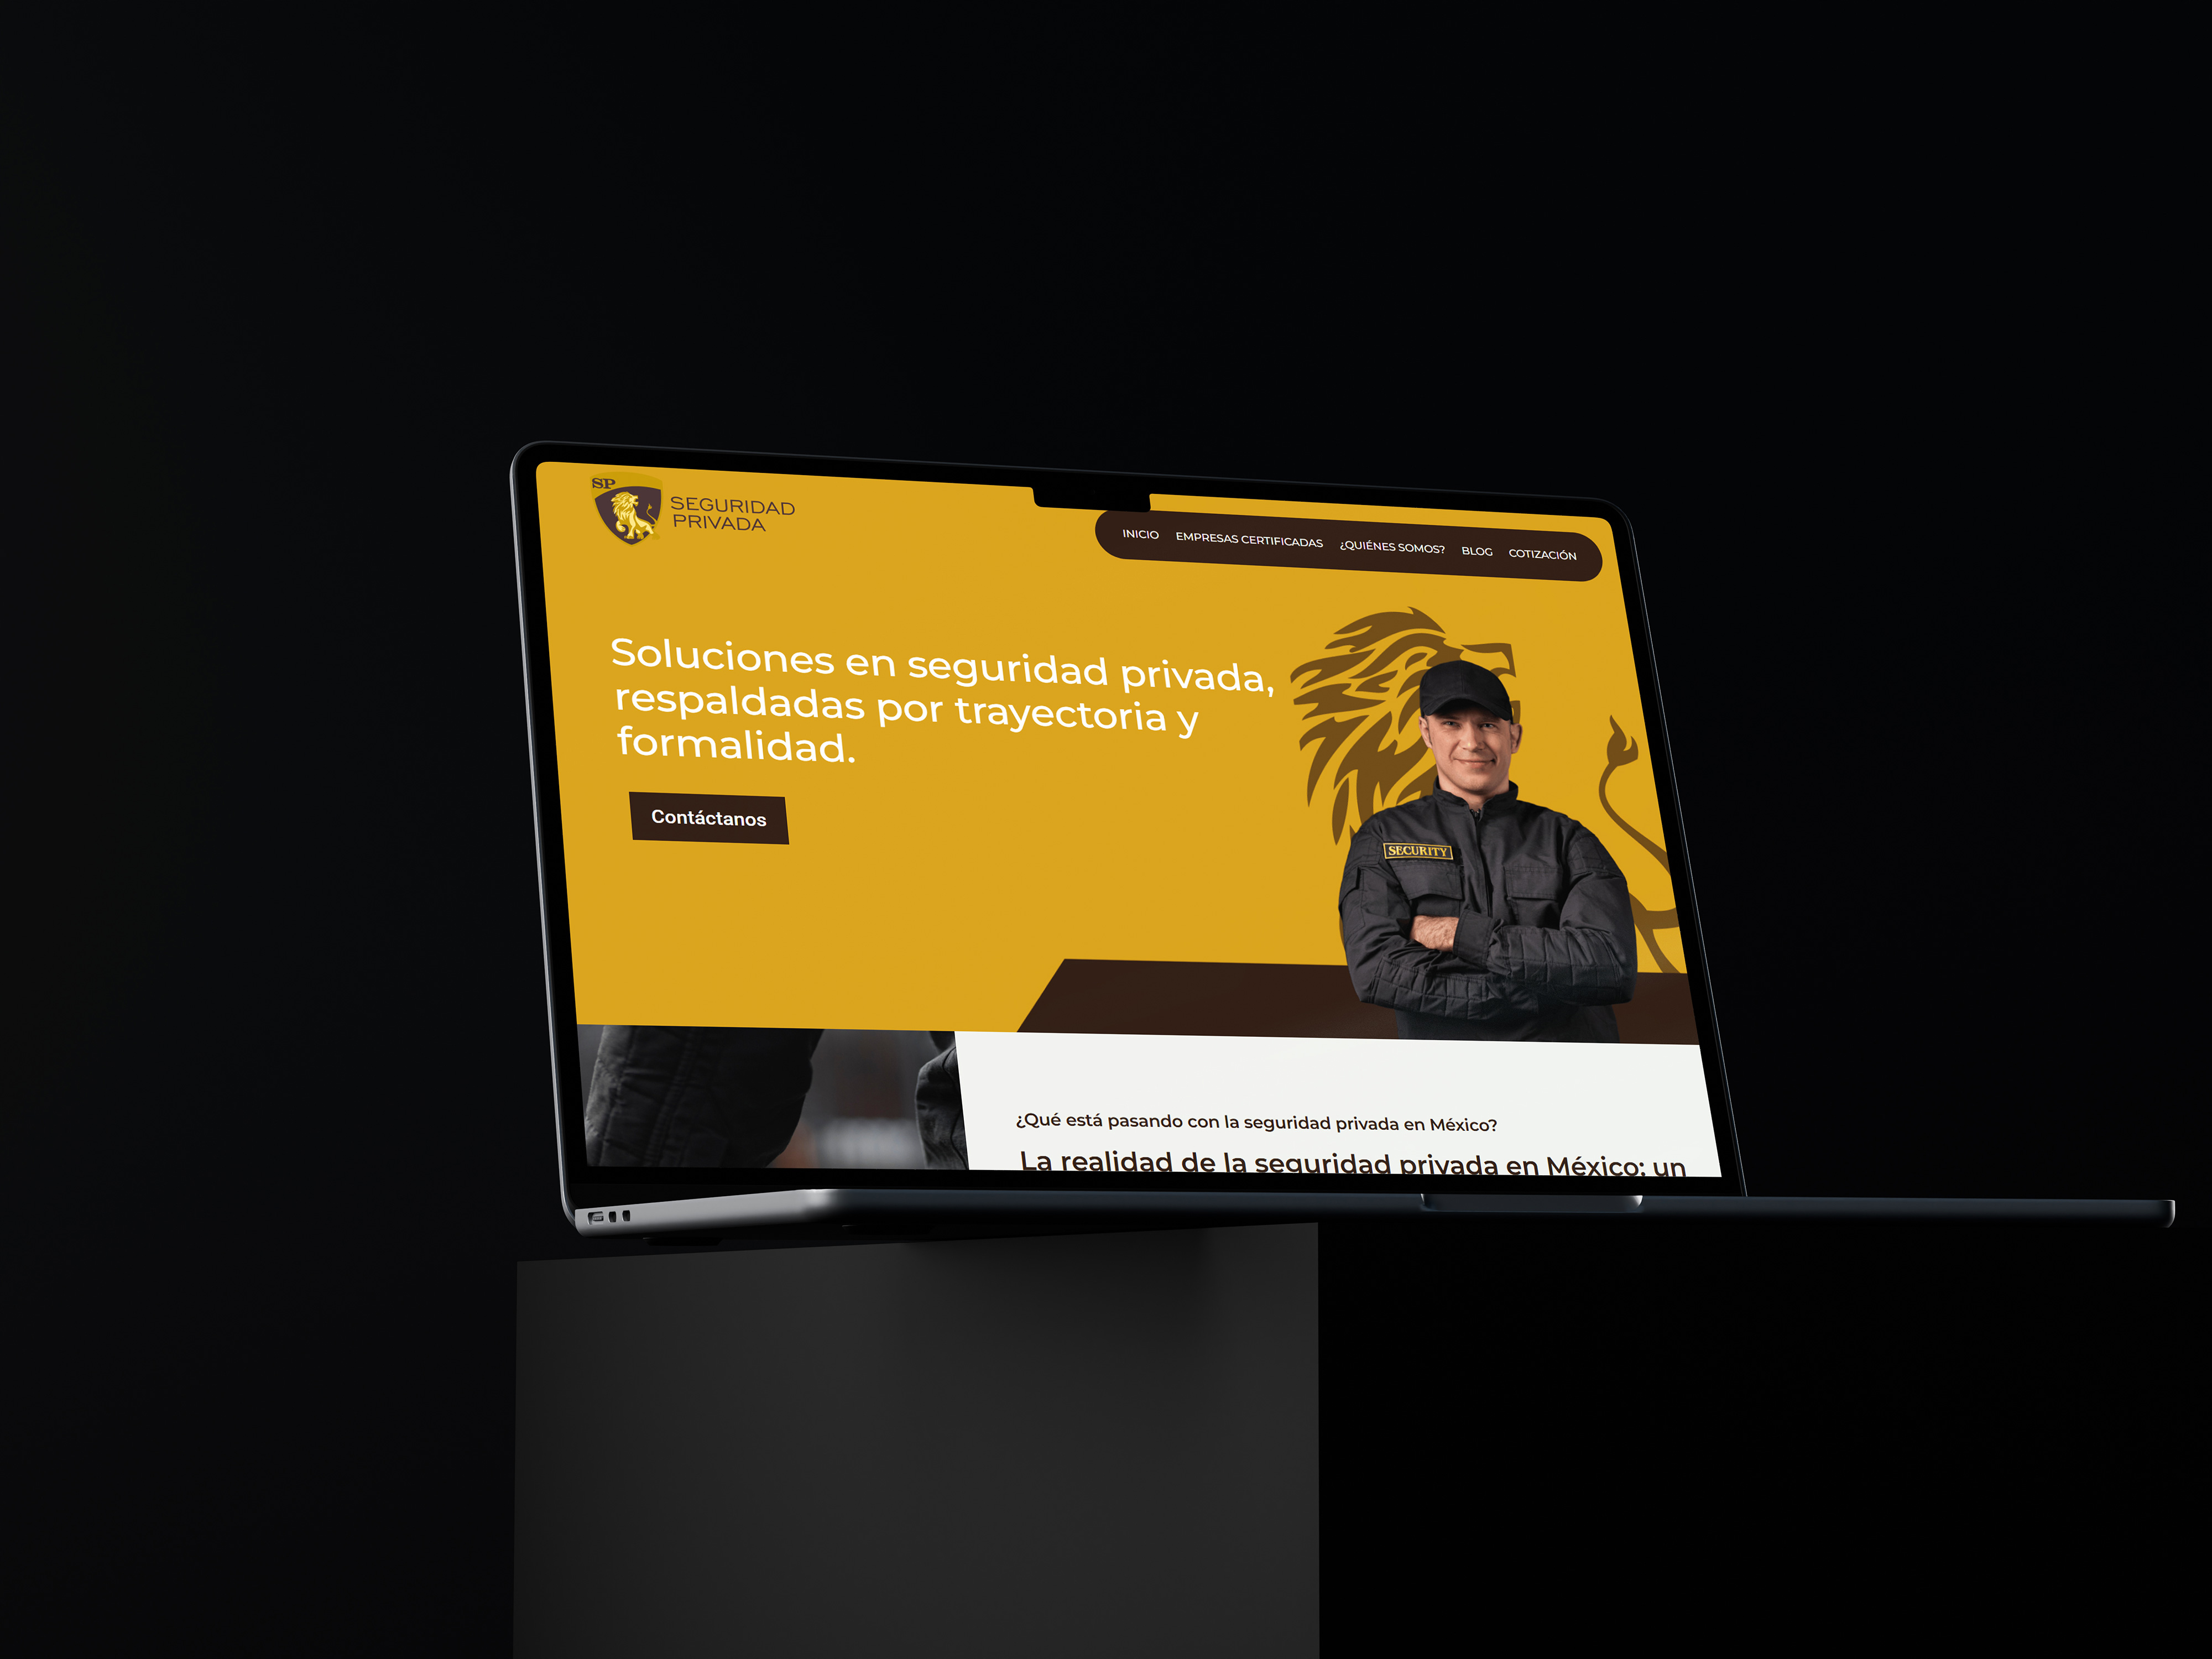 SP
SEGURIDAD
PRIVADA
INICIO EMPRESAS CERTIFICADAS ¿QUIÉNES SOMOS? BLOG COTIZACIÓN
Soluciones en seguridad privada,
respaldadas por trayectoria y
formalidad.
Contáctanos
SECURITY
¿Qué está pasando con la seguridad privada en México?
La realidad de la seguridad privada en México: un